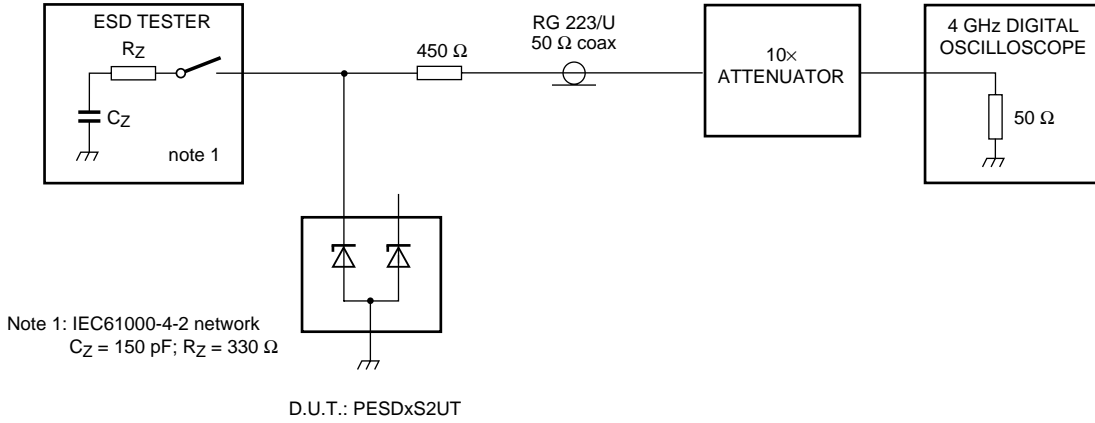 ESD TESTER
RZ
CZ
note 1
450 Ω
RG 223/U
50 Ω coax
10×
ATTENUATOR
4 GHz DIGITAL
OSCILLOSCOPE
50 Ω
Note 1: IEC61000-4-2 network
CZ = 150 pF; RZ = 330 Ω
D.U.T.: PESDxS2UT